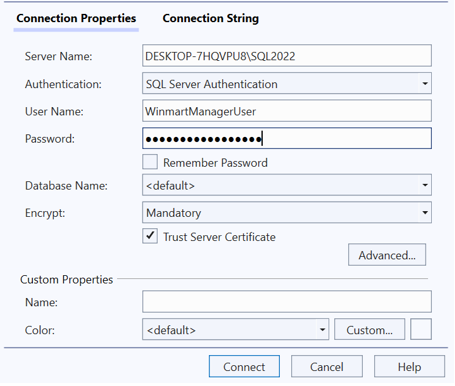 Connection Properties Connection String
Server Name: DESKTOP-7HQVPU8\SQL2022
Authentication: SQL Server Authentication
User Name: WinmartManagerUser
Password: ●●●●●●●●●●●●●●●●●
Remember Password
Database Name: <default>
Encrypt: Mandatory
Trust Server Certificate
Advanced...
Custom Properties
Name:
Color: <default> Custom...
Connect Cancel Help